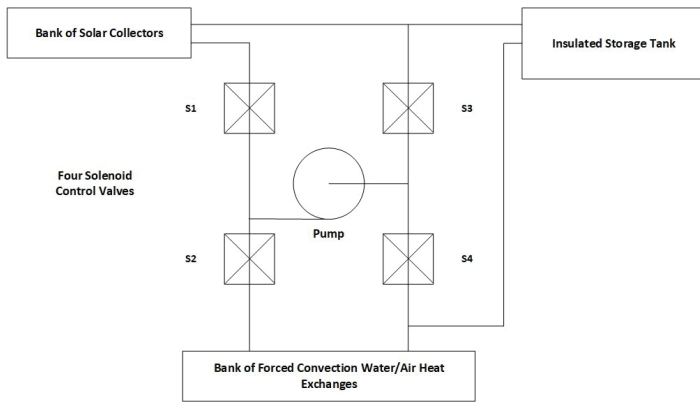 Bank of Solar Collectors
Insulated Storage Tank
S1
S3
Four Solenoid
Control Valves
Pump
S2
S4
Bank of Forced Convection Water/Air Heat
Exchanges